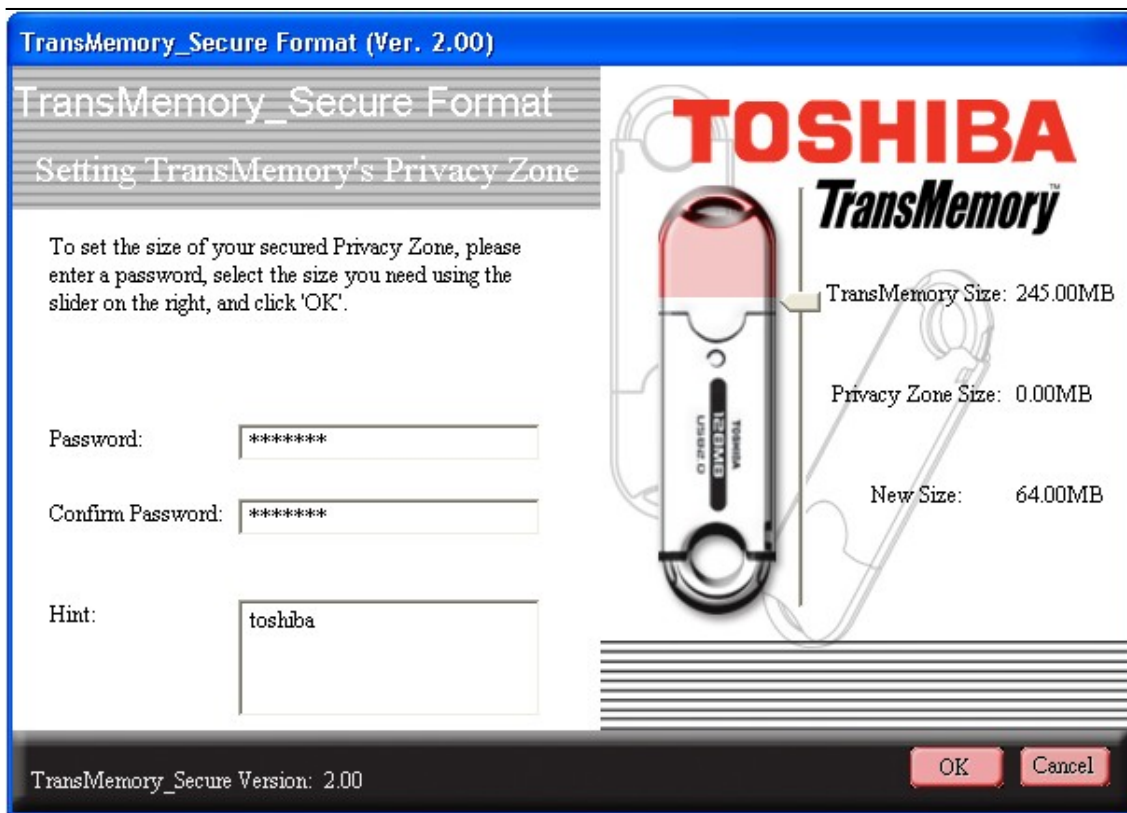 TransMemory_Secure Format (Ver. 2.00)
TransMemory_Secure Format
Setting TransMemory's Privacy Zone
To set the size of your secured Privacy Zone, please
enter a password, select the size you need using the
slider on the right, and click 'OK'.
Password: *******
Confirm Password: *******
Hint: toshiba
TOSHIBA
TransMemory™
TransMemory Size: 245.00MB
Privacy Zone Size: 0.00MB
New Size: 64.00MB
TOSHIBA
128MB
USB2.0
TransMemory_Secure Version: 2.00
OK
Cancel